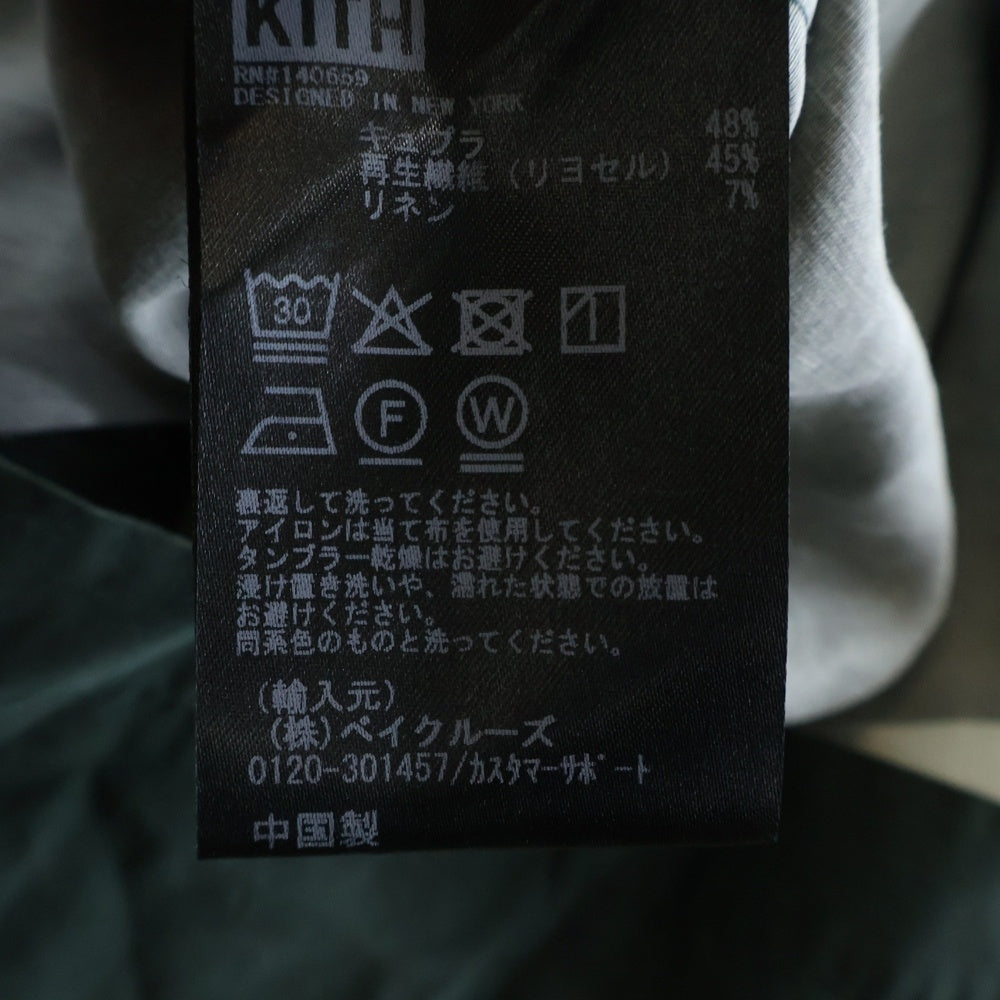 KITH
RN#140659
DESIGNED IN NEW YORK
キュプラ 48%
再生繊維(リヨセル) 45%
リネン 7%
30
F W
裏返して洗ってください。
アイロンは当て布を使用してください。
タンブラー乾燥はお避けください。
浸け置き洗いや、濡れた状態での放置は
お避けください。
同系色のものと洗ってください。
(輸入元)
(株)ベイクルーズ
0120-301457/カスタマーサポート
中国製